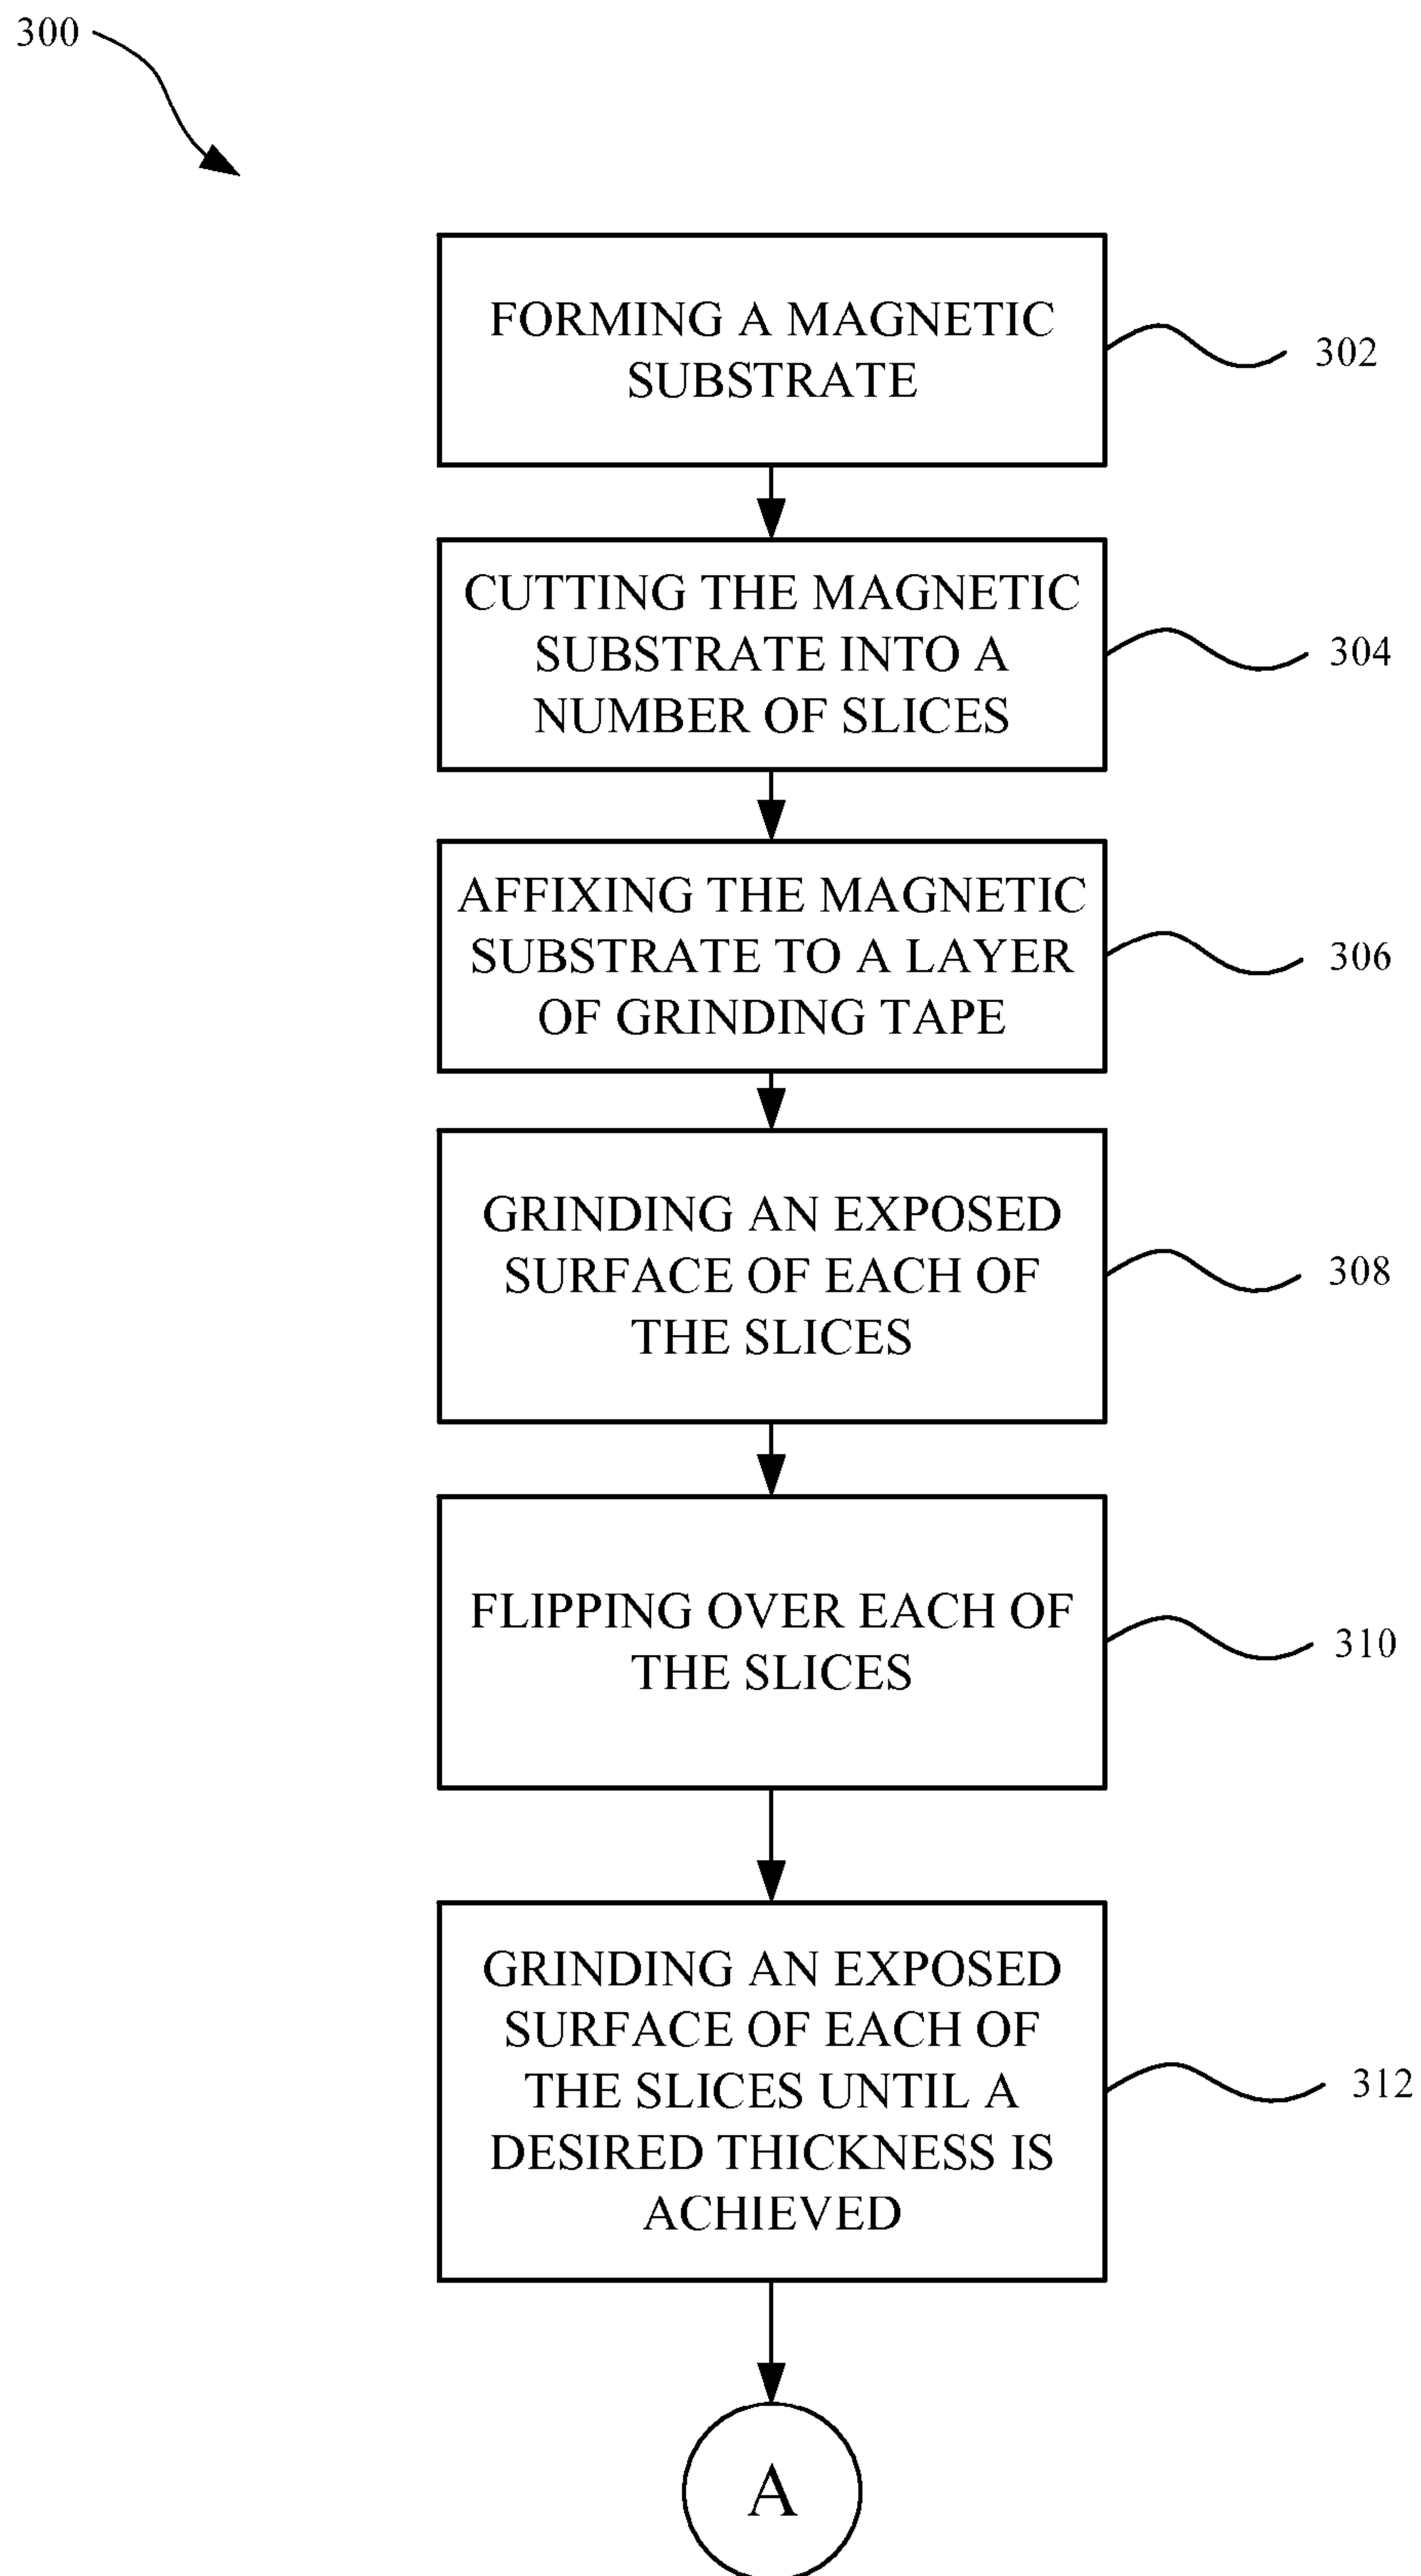 300
FORMING A MAGNETIC
SUBSTRATE
302
CUTTING THE MAGNETIC
SUBSTRATE INTO A
NUMBER OF SLICES
304
AFFIXING THE MAGNETIC
SUBSTRATE TO A LAYER
OF GRINDING TAPE
306
GRINDING AN EXPOSED
SURFACE OF EACH OF
THE SLICES
308
FLIPPING OVER EACH OF
THE SLICES
310
GRINDING AN EXPOSED
SURFACE OF EACH OF
THE SLICES UNTIL A
DESIRED THICKNESS IS
ACHIEVED
312
A